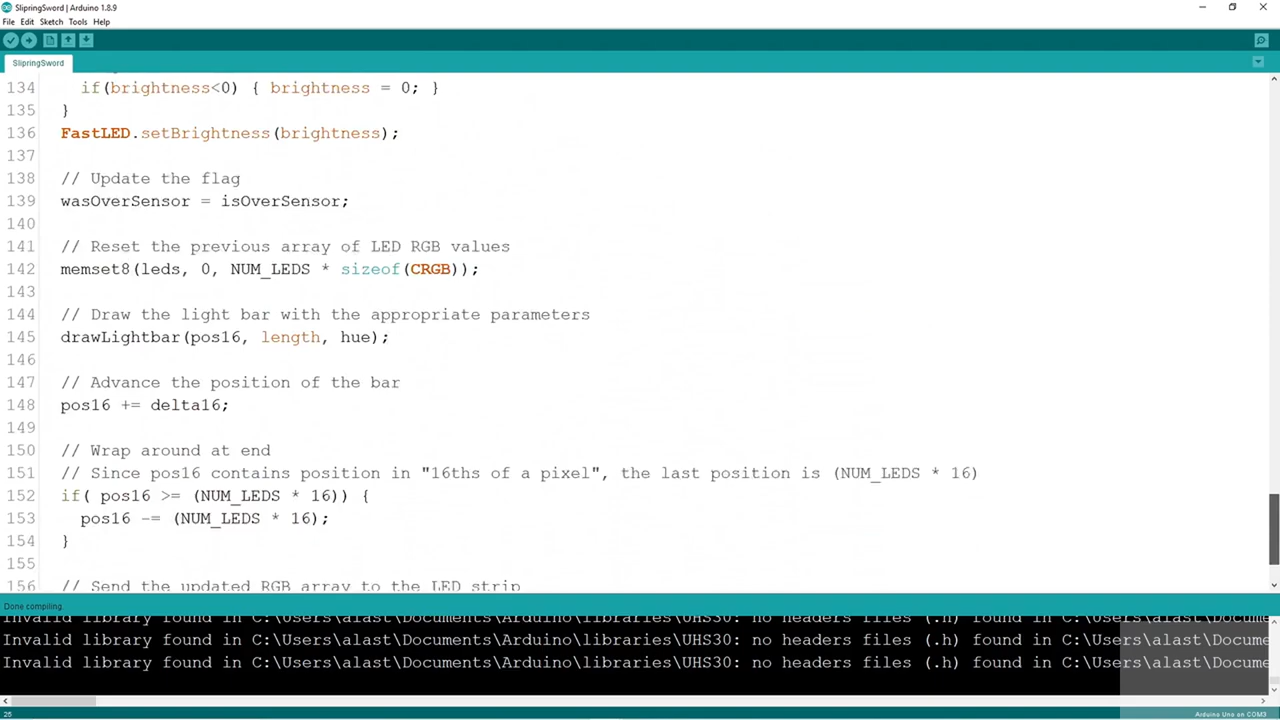 SlipringSword | Arduino 1.8.9
File Edit Sketch Tools Help
SlipringSword
134 if(brightness<0) { brightness = 0; }
135 }
136 FastLED.setBrightness(brightness);
137
138 // Update the flag
139 wasOverSensor = isOverSensor;
140
141 // Reset the previous array of LED RGB values
142 memset8(leds, 0, NUM_LEDS * sizeof(CRGB));
143
144 // Draw the light bar with the appropriate parameters
145 drawLightbar(pos16, length, hue);
146
147 // Advance the position of the bar
148 pos16 += delta16;
149
150 // Wrap around at end
151 // Since pos16 contains position in "16ths of a pixel", the last position is (NUM_LEDS * 16)
152 if( pos16 >= (NUM_LEDS * 16)) {
153 pos16 -= (NUM_LEDS * 16);
154 }
155
156 // Send the updated RGB array to the LED strip
Done compiling.
Invalid library found in C:\Users\alast\Documents\Arduino\libraries\UHS30: no headers files (.h) found in C:\Users\alast\Docume
Invalid library found in C:\Users\alast\Documents\Arduino\libraries\UHS30: no headers files (.h) found in C:\Users\alast\Docume
Invalid library found in C:\Users\alast\Documents\Arduino\libraries\UHS30: no headers files (.h) found in C:\Users\alast\Docume
25 Arduino Uno on COM3